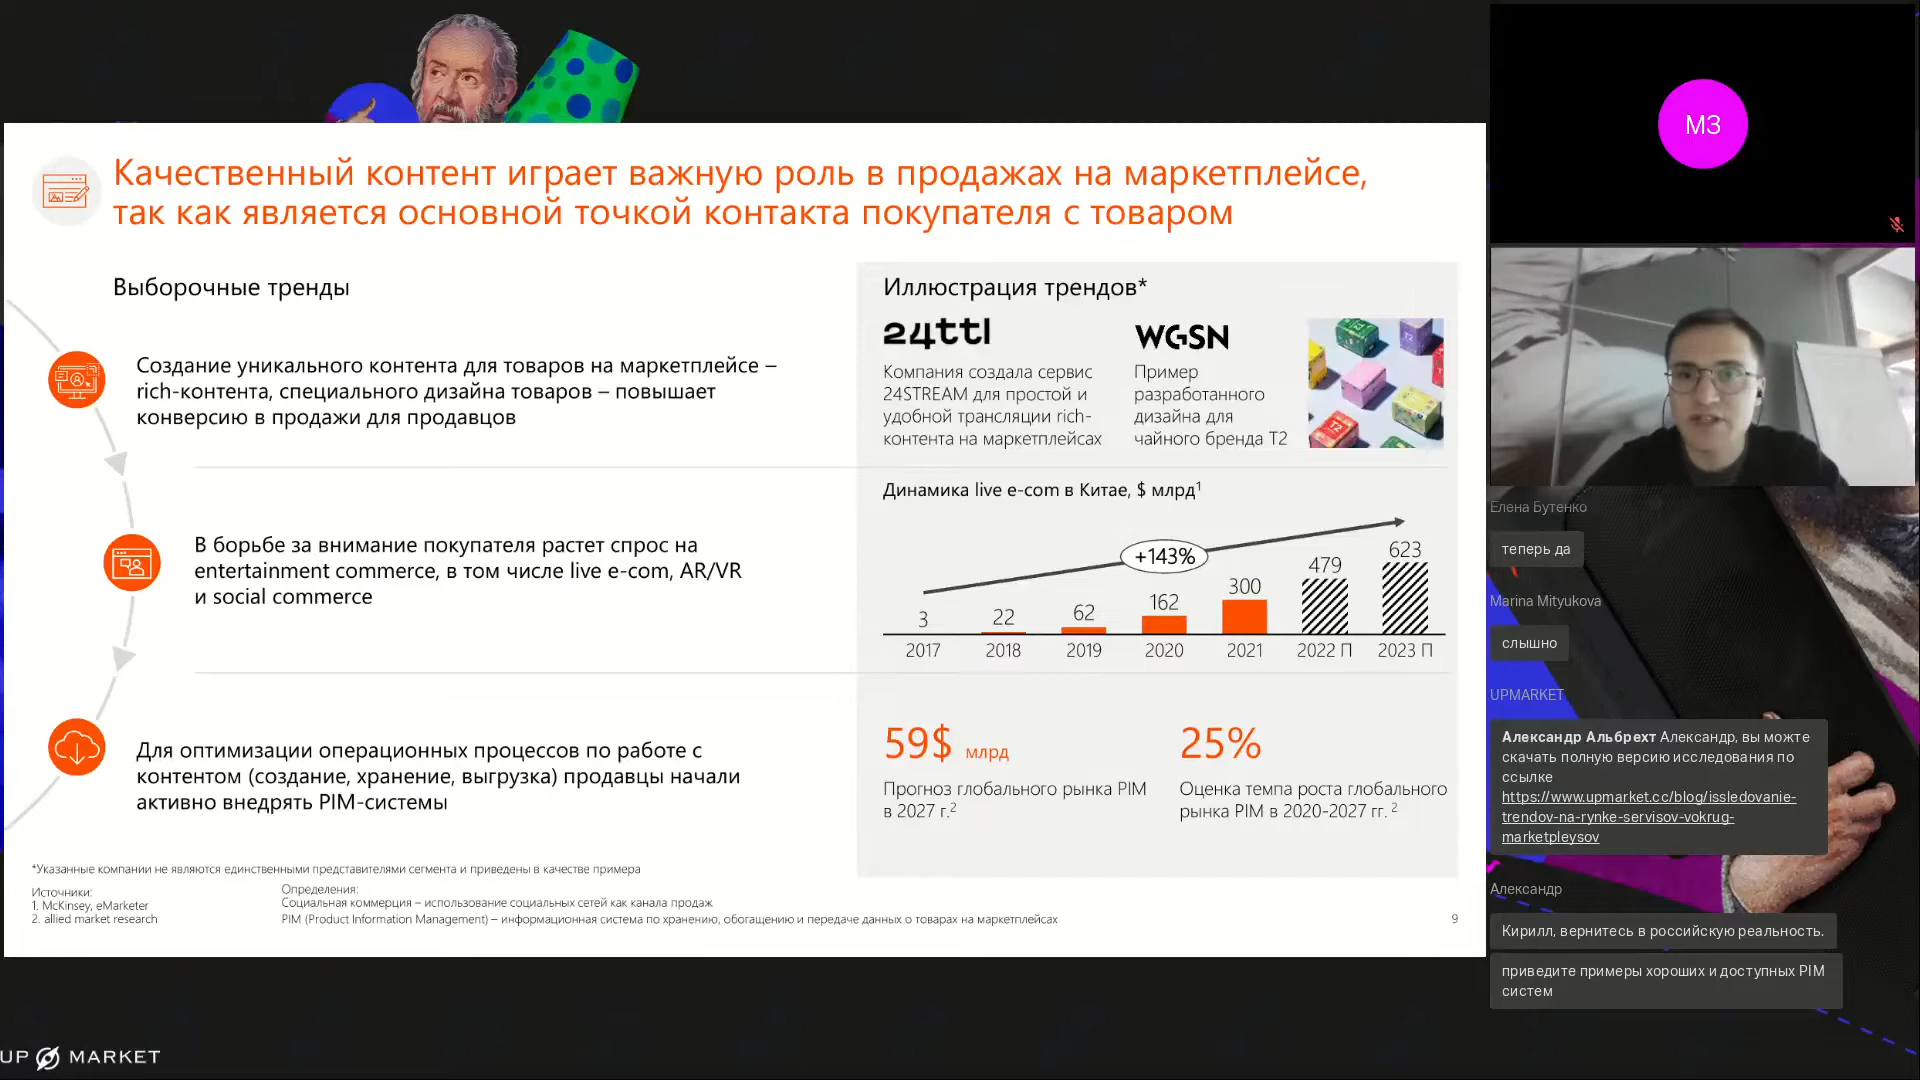 Качественный контент играет важную роль в продажах на маркетплейсе,
так как является основной точкой контакта покупателя с товаром
Выборочные тренды
Создание уникального контента для товаров на маркетплейсе –
rich-контента, специального дизайна товаров – повышает
конверсию в продажи для продавцов
В борьбе за внимание покупателя растет спрос на
entertainment commerce, в том числе live e-com, AR/VR
и social commerce
Для оптимизации операционных процессов по работе с
контентом (создание, хранение, выгрузка) продавцы начали
активно внедрять PIM-системы
Иллюстрация трендов*
24ttl
Компания создала сервис
24STREAM для простой и
удобной трансляции rich-
контента на маркетплейсах
WGSN
Пример
разработанного
дизайна для
чайного бренда T2
T2
Динамика live e-com в Китае, $ млрд¹
+143%
3 22 62 162 300 479 623
2017 2018 2019 2020 2021 2022 П 2023 П
59$ млрд
Прогноз глобального рынка PIM
в 2027 г.²
25%
Оценка темпа роста глобального
рынка PIM в 2020-2027 гг. ²
*Указанные компании не являются единственными представителями сегмента и приведены в качестве примера
Источники:
1. McKinsey, eMarketer
2. allied market research
Определения:
Социальная коммерция – использование социальных сетей как канала продаж
PIM (Product Information Management) – информационная система по хранению, обогащению и передаче данных о товарах на маркетплейсах
9
UP MARKET
МЗ
Елена Бутенко
теперь да
Marina Mityukova
слышно
UPMARKET
Александр Альбрехт Александр, вы можте
скачать полную версию исследования по
ссылке
https://www.upmarket.cc/blog/issledovanie-
trendov-na-rynke-servisov-vokrug-
marketpleysov
Александр
Кирилл, вернитесь в российскую реальность.
приведите примеры хороших и доступных PIM
систем